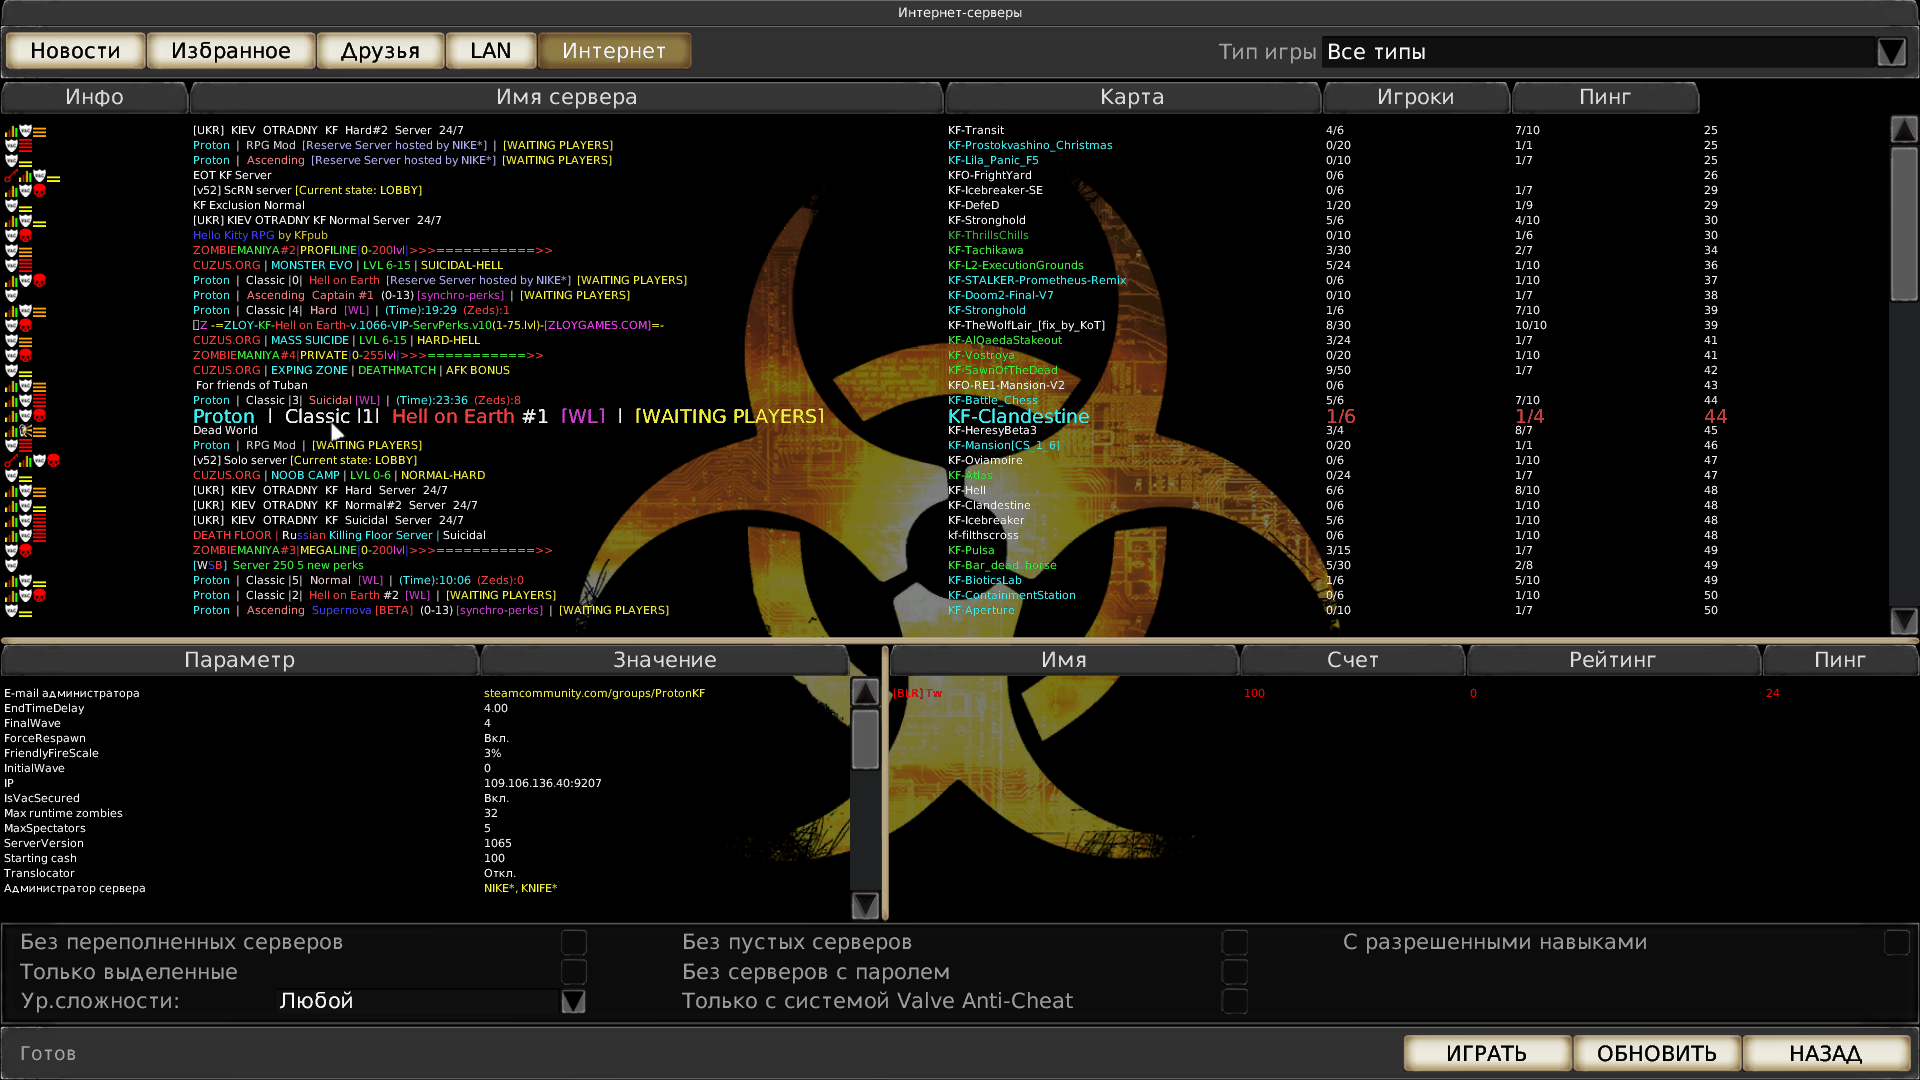 Интернет-серверы
Новости Избранное Друзья LAN Интернет Тип игры Все типы
Инфо Имя сервера Карта Игроки Пинг
[UKR] KIEV OTRADNY KF Hard#2 Server 24/7 KF-Transit 4/6 7/10 25
Proton | RPG Mod [Reserve Server hosted by NIKE*] | [WAITING PLAYERS] KF-Prostokvashino_Christmas 0/20 1/1 25
Proton | Ascending [Reserve Server hosted by NIKE*] [WAITING PLAYERS] KF-Lila_Panic_F5 0/10 1/7 25
EOT KF Server KFO-FrightYard 0/6 26
[v52] ScRN server [Current state: LOBBY] KF-Icebreaker-SE 0/6 1/7 29
KF Exclusion Normal KF-DefeD 1/20 1/9 29
[UKR] KIEV OTRADNY KF Normal Server 24/7 KF-Stronghold 5/6 4/10 30
Hello Kitty RPG by KFpub KF-ThrillsChills 0/10 1/6 30
ZOMBIEMANIYA#2|PROFILINE|0-200lvl|>>>===========>> KF-Tachikawa 3/30 2/7 34
CUZUS.ORG | MONSTER EVO | LVL 6-15 | SUICIDAL-HELL KF-L2-ExecutionGrounds 5/24 1/10 36
Proton | Classic |0| Hell on Earth [Reserve Server hosted by NIKE*] [WAITING PLAYERS] KF-STALKER-Prometheus-Remix 0/6 1/10 37
Proton | Ascending Captain #1 (0-13) [synchro-perks] | [WAITING PLAYERS] KF-Doom2-Final-V7 0/10 1/7 38
Proton | Classic |4| Hard [WL] | (Time):19:29 (Zeds):1 KF-Stronghold 1/6 7/10 39
Z -=ZLOY-KF-Hell on Earth-v.1066-VIP-ServPerks.v10(1-75.lvl)-[ZLOYGAMES.COM]=- KF-TheWolfLair_[fix_by_KoT] 8/30 10/10 39
CUZUS.ORG | MASS SUICIDE | LVL 6-15 | HARD-HELL KF-AlQaedaStakeout 3/24 1/7 41
ZOMBIEMANIYA#4|PRIVATE|0-255lvl|>>>===========>> KF-Vostroya 0/20 1/10 41
CUZUS.ORG | EXPING ZONE | DEATHMATCH | AFK BONUS KF-SawnOfTheDead 9/50 1/7 42
For friends of Tuban KFO-RE1-Mansion-V2 0/6 43
Proton | Classic |3| Suicidal [WL] | (Time):23:36 (Zeds):8 KF-Battle_Chess 5/6 7/10 44
Proton | Classic |1| Hell on Earth #1 [WL] | [WAITING PLAYERS] KF-Clandestine 1/6 1/4 44
Dead World KF-HeresyBeta3 3/4 8/7 45
Proton | RPG Mod | [WAITING PLAYERS] KF-Mansion[CS_1_6] 0/20 1/1 46
[v52] Solo server [Current state: LOBBY] KF-Oviamoire 0/6 1/10 47
CUZUS.ORG | NOOB CAMP | LVL 0-6 | NORMAL-HARD KF-Atlas 0/24 1/7 47
[UKR] KIEV OTRADNY KF Hard Server 24/7 KF-Hell 6/6 8/10 48
[UKR] KIEV OTRADNY KF Normal#2 Server 24/7 KF-Clandestine 0/6 1/10 48
[UKR] KIEV OTRADNY KF Suicidal Server 24/7 KF-Icebreaker 5/6 1/10 48
DEATH FLOOR | Russian Killing Floor Server | Suicidal kf-filthscross 0/6 1/10 48
ZOMBIEMANIYA#3|MEGALINE|0-200lvl|>>>===========>> KF-Pulsa 3/15 1/7 49
[WSB] Server 250 5 new perks KF-Bar_dead_horse 5/30 2/8 49
Proton | Classic |5| Normal [WL] | (Time):10:06 (Zeds):0 KF-BioticsLab 1/6 5/10 49
Proton | Classic |2| Hell on Earth #2 [WL] | [WAITING PLAYERS] KF-ContainmentStation 0/6 1/10 50
Proton | Ascending Supernova [BETA] (0-13) [synchro-perks] | [WAITING PLAYERS] KF-Aperture 0/10 1/7 50
Параметр Значение Имя Счет Рейтинг Пинг
E-mail администратора steamcommunity.com/groups/ProtonKF [BLR]Tw 100 0 24
EndTimeDelay 4.00
FinalWave 4
ForceRespawn Вкл.
FriendlyFireScale 3%
InitialWave 0
IP 109.106.136.40:9207
IsVacSecured Вкл.
Max runtime zombies 32
MaxSpectators 5
ServerVersion 1065
Starting cash 100
Translocator Откл.
Администратор сервера NIKE*, KNIFE*
Без переполненных серверов Без пустых серверов С разрешенными навыками
Только выделенные Без серверов с паролем
Ур.сложности: Любой Только с системой Valve Anti-Cheat
Готов ИГРАТЬ ОБНОВИТЬ НАЗАД